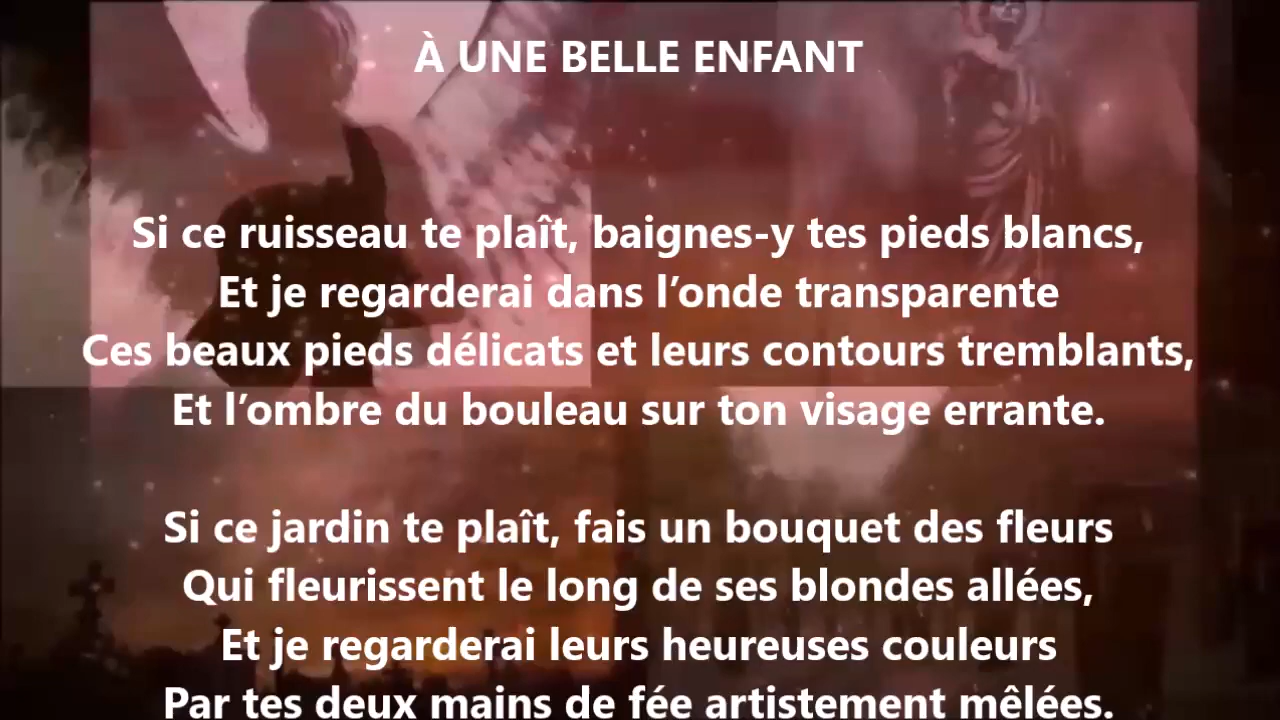 À UNE BELLE ENFANT
Si ce ruisseau te plaît, baignes-y tes pieds blancs,
Et je regarderai dans l’onde transparente
Ces beaux pieds délicats et leurs contours tremblants,
Et l’ombre du bouleau sur ton visage errante.
Si ce jardin te plaît, fais un bouquet des fleurs
Qui fleurissent le long de ses blondes allées,
Et je regarderai leurs heureuses couleurs
Par tes deux mains de fée artistement mêlées.